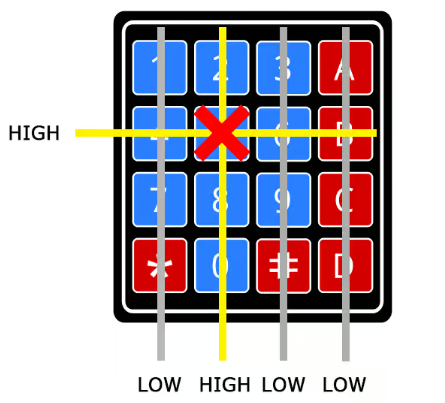 1 2 3 A
HIGH
B
7 8 9 C
* 0 # D
LOW HIGH LOW LOW